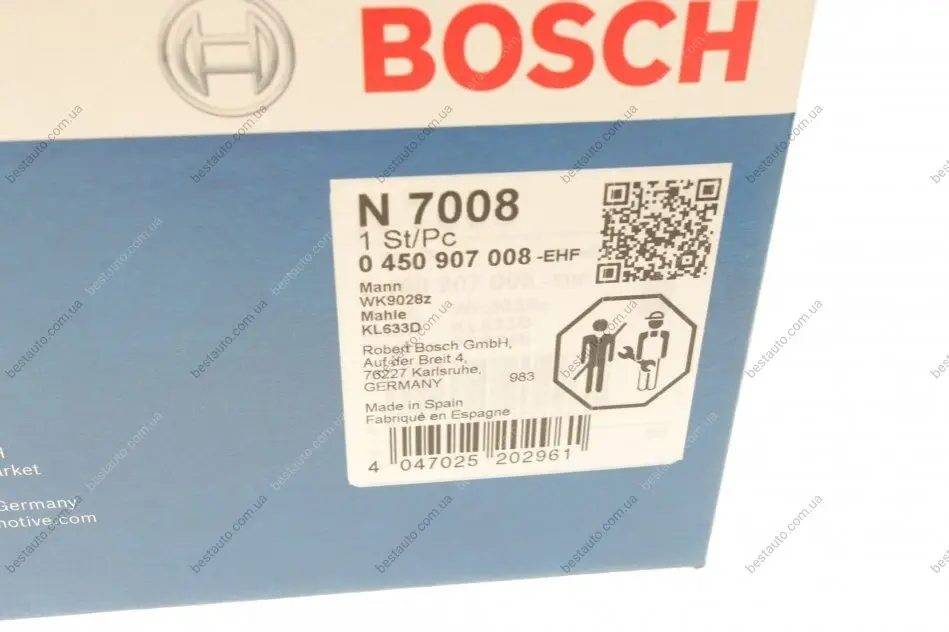 BOSCH
N 7008
1 St/Pc
0 450 907 008 -EHF
Mann
WK9028z
Mahle
KL633D
Robert Bosch GmbH,
Auf der Breit 4,
76227 Karlsruhe,
GERMANY
983
Made in Spain
Fabriqué en Espagne
4 047025 202961
rket
Germany
motive.com
bestauto.com.ua